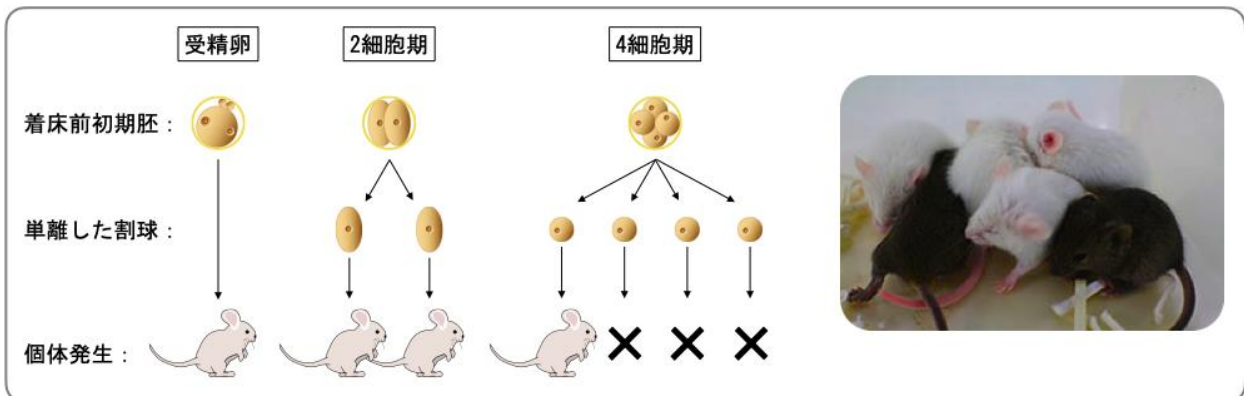 受精卵
2細胞期
4細胞期
着床前初期胚：
単離した割球：
個体発生：